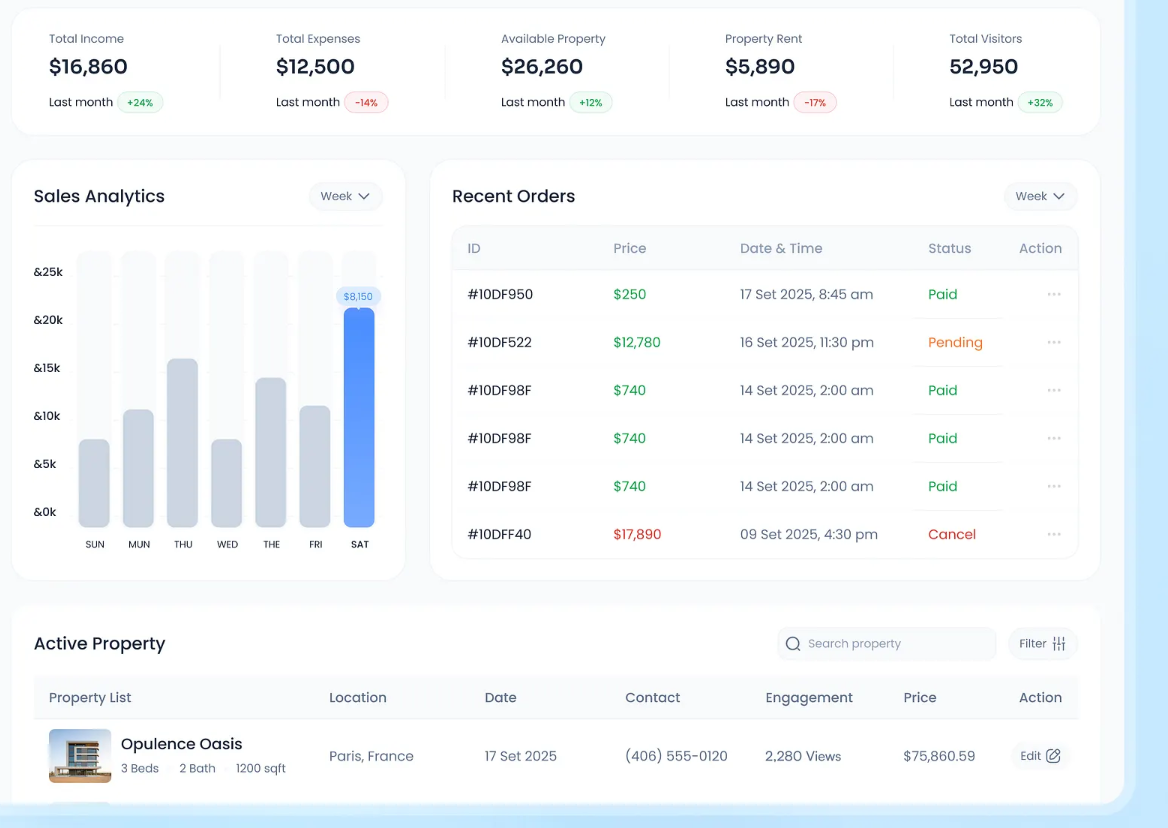 Total Income Total Expenses Available Property Property Rent Total Visitors
$16,860 $12,500 $26,260 $5,890 52,950
Last month +24% Last month -14% Last month +12% Last month -17% Last month +32%
Sales Analytics Week
&25k
$8,150
&20k
&15k
&10k
&5k
&0k
SUN MUN THU WED THE FRI SAT
Recent Orders Week
ID Price Date & Time Status Action
#10DF950 $250 17 Set 2025, 8:45 am Paid
#10DF522 $12,780 16 Set 2025, 11:30 pm Pending
#10DF98F $740 14 Set 2025, 2:00 am Paid
#10DF98F $740 14 Set 2025, 2:00 am Paid
#10DF98F $740 14 Set 2025, 2:00 am Paid
#10DFF40 $17,890 09 Set 2025, 4:30 pm Cancel
Active Property Search property Filter
Property List Location Date Contact Engagement Price Action
Opulence Oasis
3 Beds 2 Bath 1200 sqft Paris, France 17 Set 2025 (406) 555-0120 2,280 Views $75,860.59 Edit